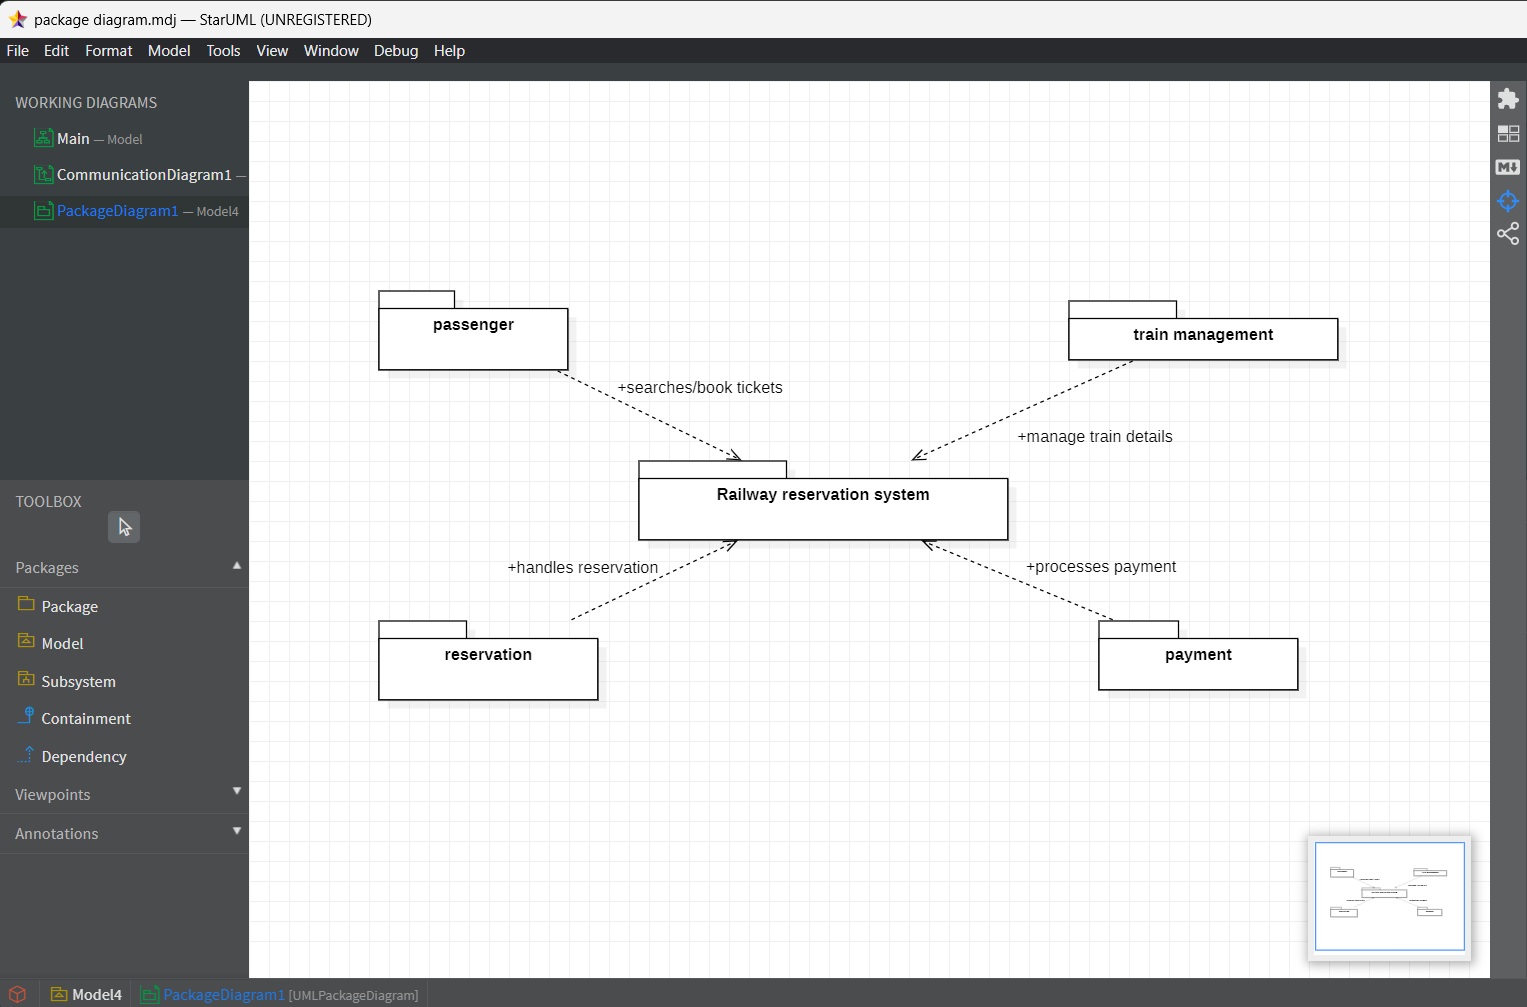 package diagram.mdj — StarUML (UNREGISTERED)
File Edit Format Model Tools View Window Debug Help
WORKING DIAGRAMS
Main — Model
CommunicationDiagram1 —
PackageDiagram1 — Model4
TOOLBOX
Packages
Package
Model
Subsystem
Containment
Dependency
Viewpoints
Annotations
passenger
train management
+searches/book tickets
+manage train details
Railway reservation system
+handles reservation
+processes payment
reservation
payment
M
Model4 PackageDiagram1 [UMLPackageDiagram]